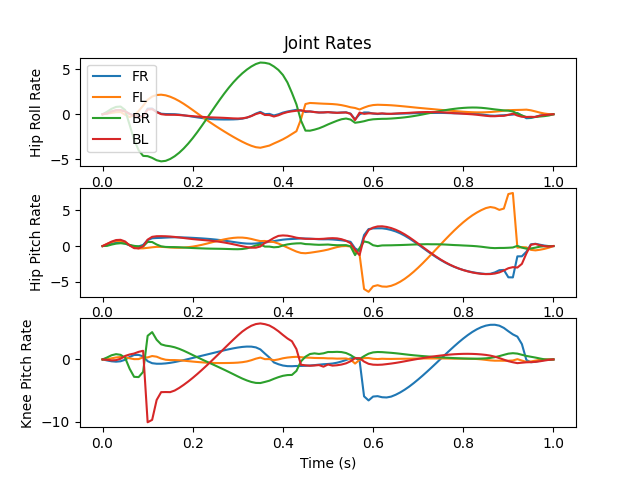 Joint Rates
Hip Roll Rate
5
0
−5
FR
FL
BR
BL
0.0 0.2 0.4 0.6 0.8 1.0
Hip Pitch Rate
5
0
−5
0.0 0.2 0.4 0.6 0.8 1.0
Knee Pitch Rate
0
−10
0.0 0.2 0.4 0.6 0.8 1.0
Time (s)